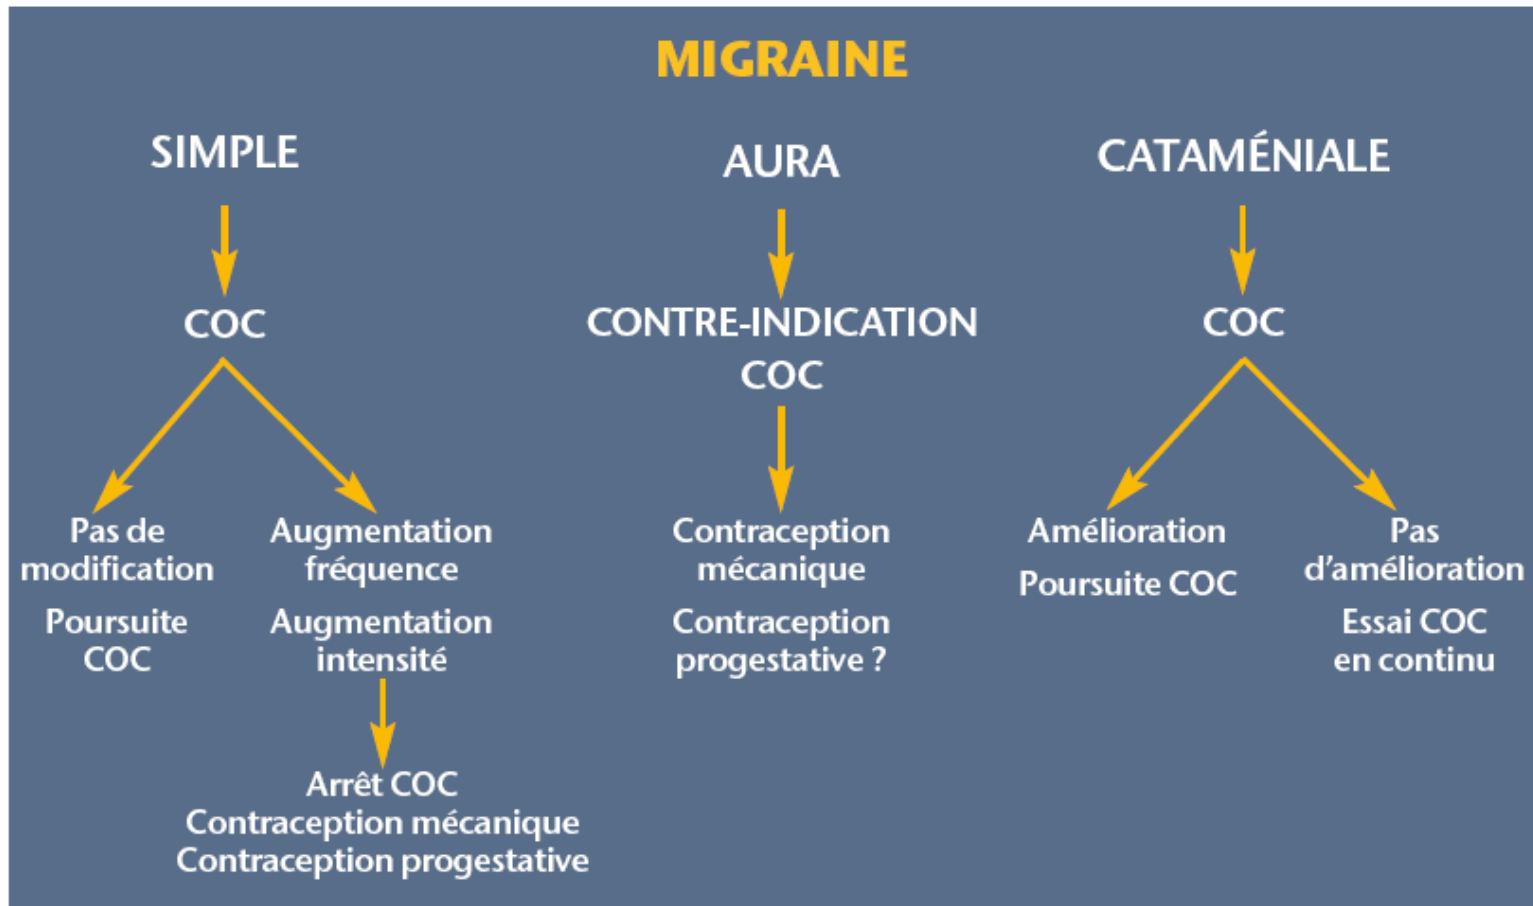 MIGRAINE
SIMPLE
COC
Pas de
modification
Poursuite
COC
Augmentation
fréquence
Augmentation
intensité
Arrêt COC
Contraception mécanique
Contraception progestative
AURA
CONTRE-INDICATION
COC
Contraception
mécanique
Contraception
progestative ?
CATAMÉNIALE
COC
Amélioration
Poursuite COC
Pas
d’amélioration
Essai COC
en continu